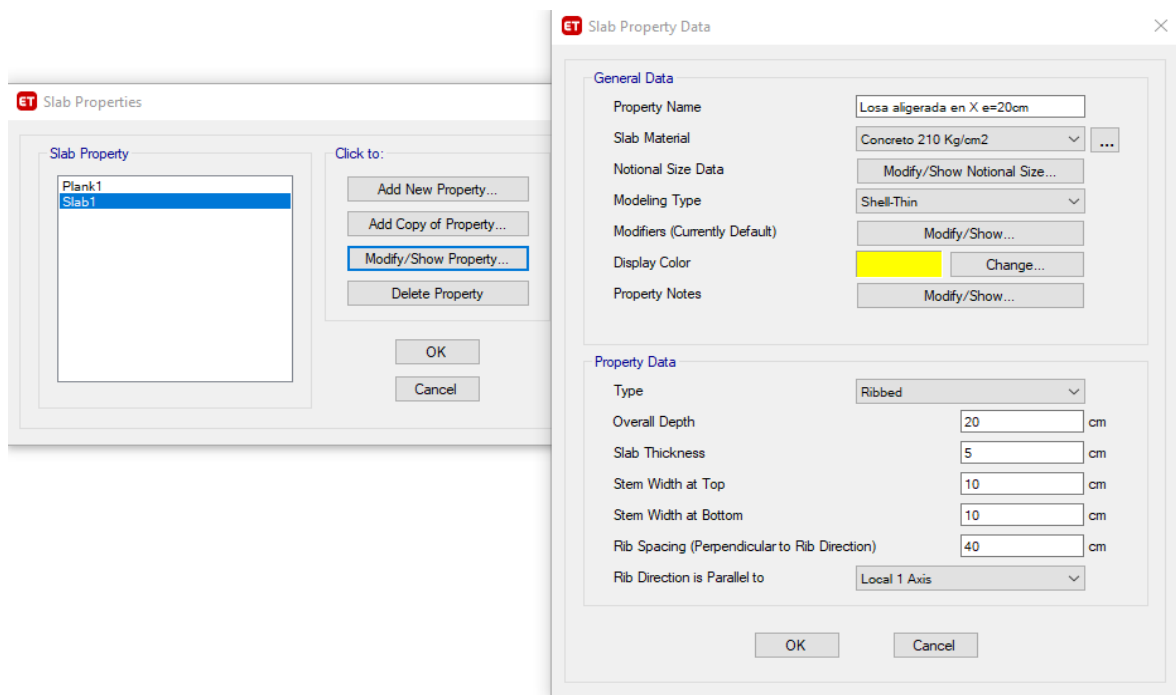 ET Slab Properties
Slab Property
Plank1
Slab1
Click to:
Add New Property...
Add Copy of Property...
Modify/Show Property...
Delete Property
OK
Cancel
ET Slab Property Data
General Data
Property Name Losa aligerada en X e=20cm
Slab Material Concreto 210 Kg/cm2 ...
Notional Size Data Modify/Show Notional Size...
Modeling Type Shell-Thin
Modifiers (Currently Default) Modify/Show...
Display Color Change...
Property Notes Modify/Show...
Property Data
Type Ribbed
Overall Depth 20 cm
Slab Thickness 5 cm
Stem Width at Top 10 cm
Stem Width at Bottom 10 cm
Rib Spacing (Perpendicular to Rib Direction) 40 cm
Rib Direction is Parallel to Local 1 Axis
OK Cancel